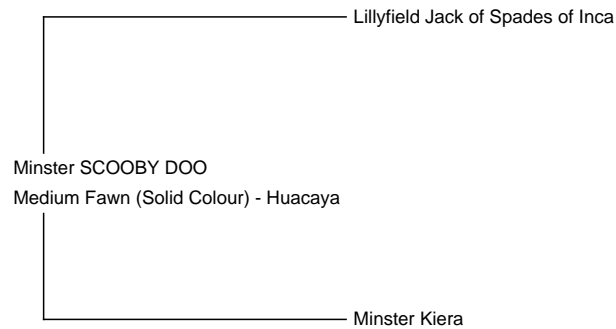 Lillyfield Jack of Spades of Inca
Minster SCOOBY DOO
Medium Fawn (Solid Colour) - Huacaya
Minster Kiera